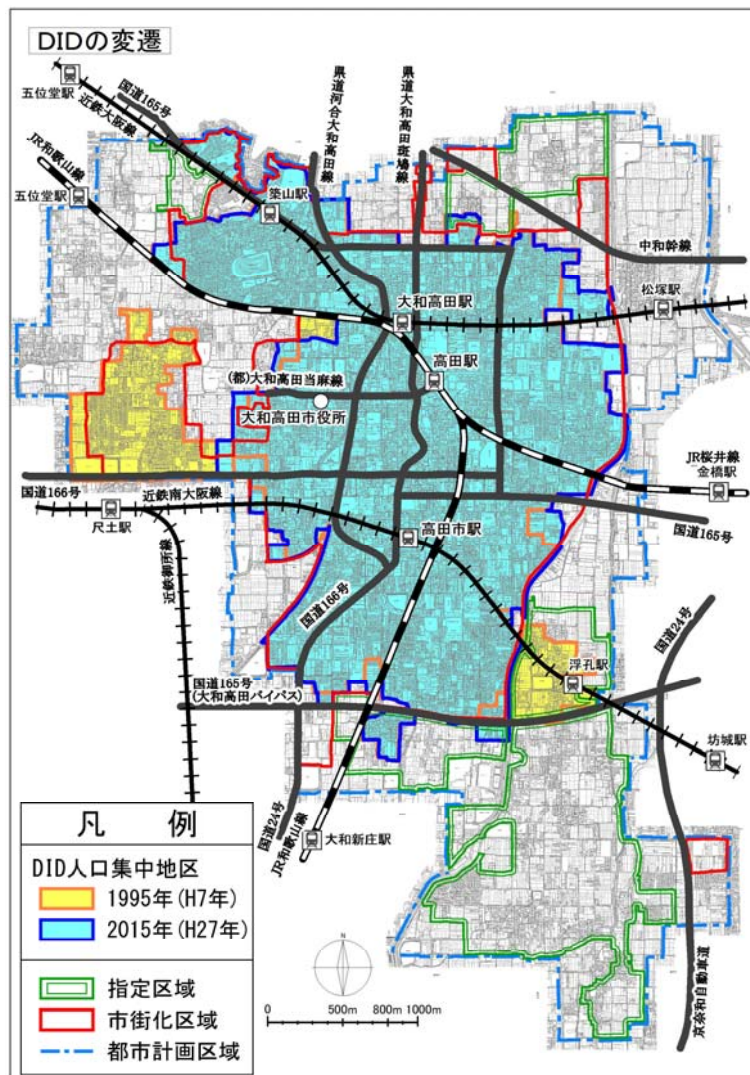 DIDの変遷
五位堂駅
国道165号
近鉄大阪線
県道河合大和高田線
県道大和高田斑鳩線
JR和歌山線
五位堂駅
築山駅
中和幹線
松塚駅
大和高田駅
高田駅
(都)大和高田当麻線
大和高田市役所
JR桜井線
金橋駅
国道166号
近鉄南大阪線
尺土駅
高田市駅
国道165号
近鉄御所線
国道166号
国道24号
浮孔駅
国道165号
(大和高田バイパス)
坊城駅
国道24号
JR和歌山線
大和新庄駅
京奈和自動車道
凡 例
DID人口集中地区
1995年(H7年)
2015年(H27年)
指定区域
市街化区域
都市計画区域
N
0 500m 800m 1000m